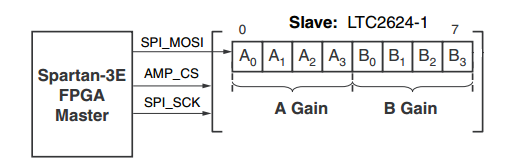 Slave: LTC2624-1
0 7
SPI_MOSI
A0 A1 A2 A3 B0 B1 B2 B3
Spartan-3E
FPGA
Master
AMP_CS
SPI_SCK
A Gain B Gain